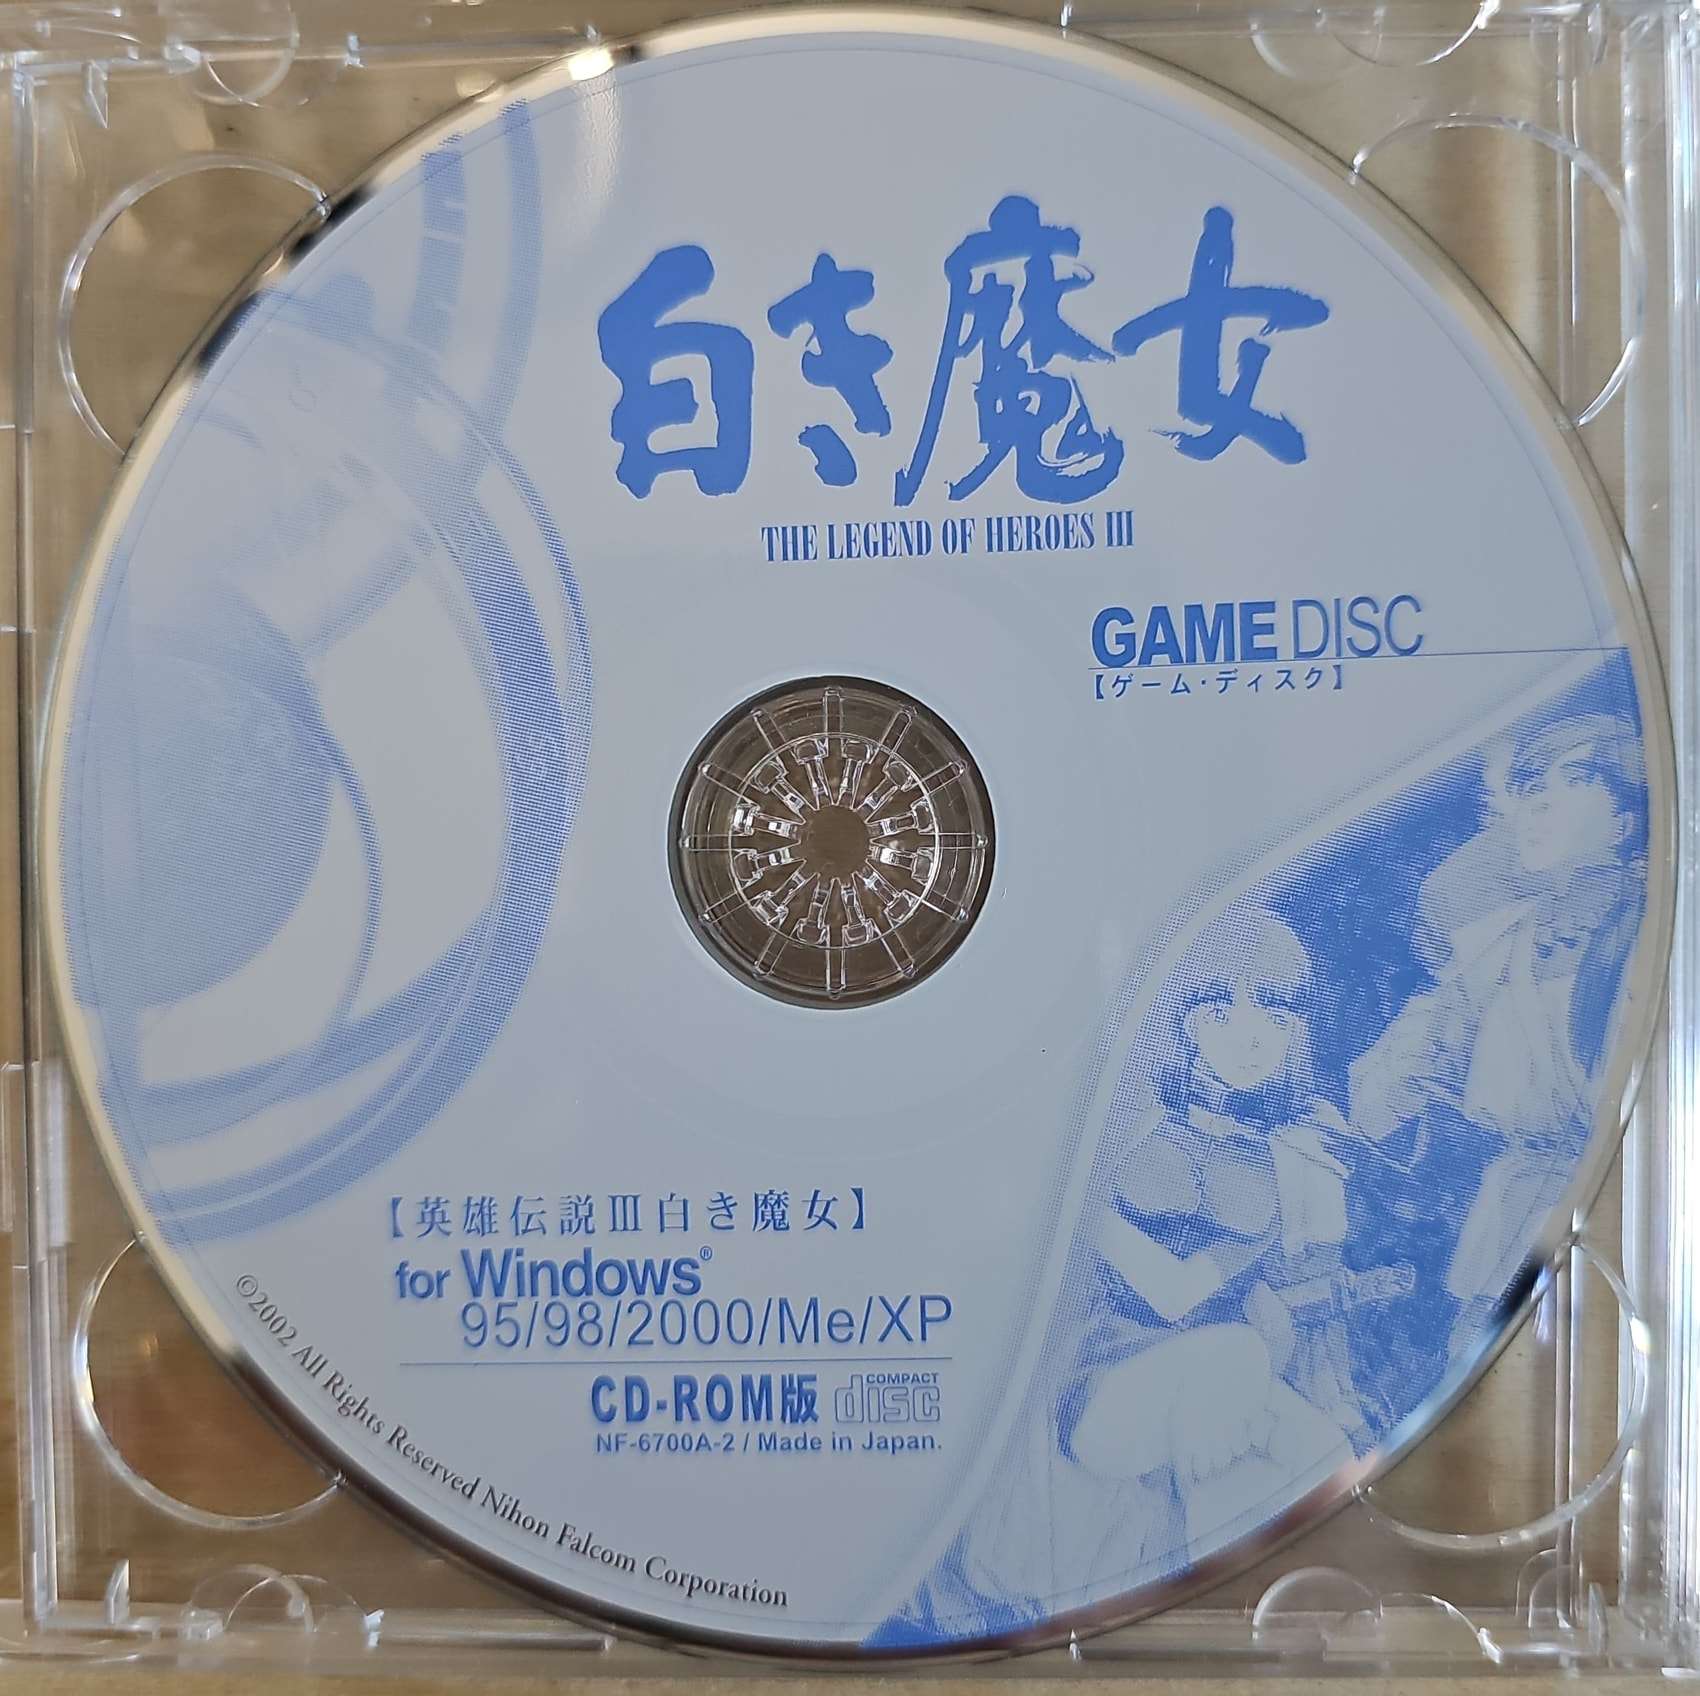 白き魔女
THE LEGEND OF HEROES III
GAME DISC
【ゲーム・ディスク】
【英雄伝説III白き魔女】
for Windows®
95/98/2000/Me/XP
CD-ROM版 COMPACT disc
NF-6700A-2 / Made in Japan.
©2002 All Rights Reserved Nihon Falcom Corporation